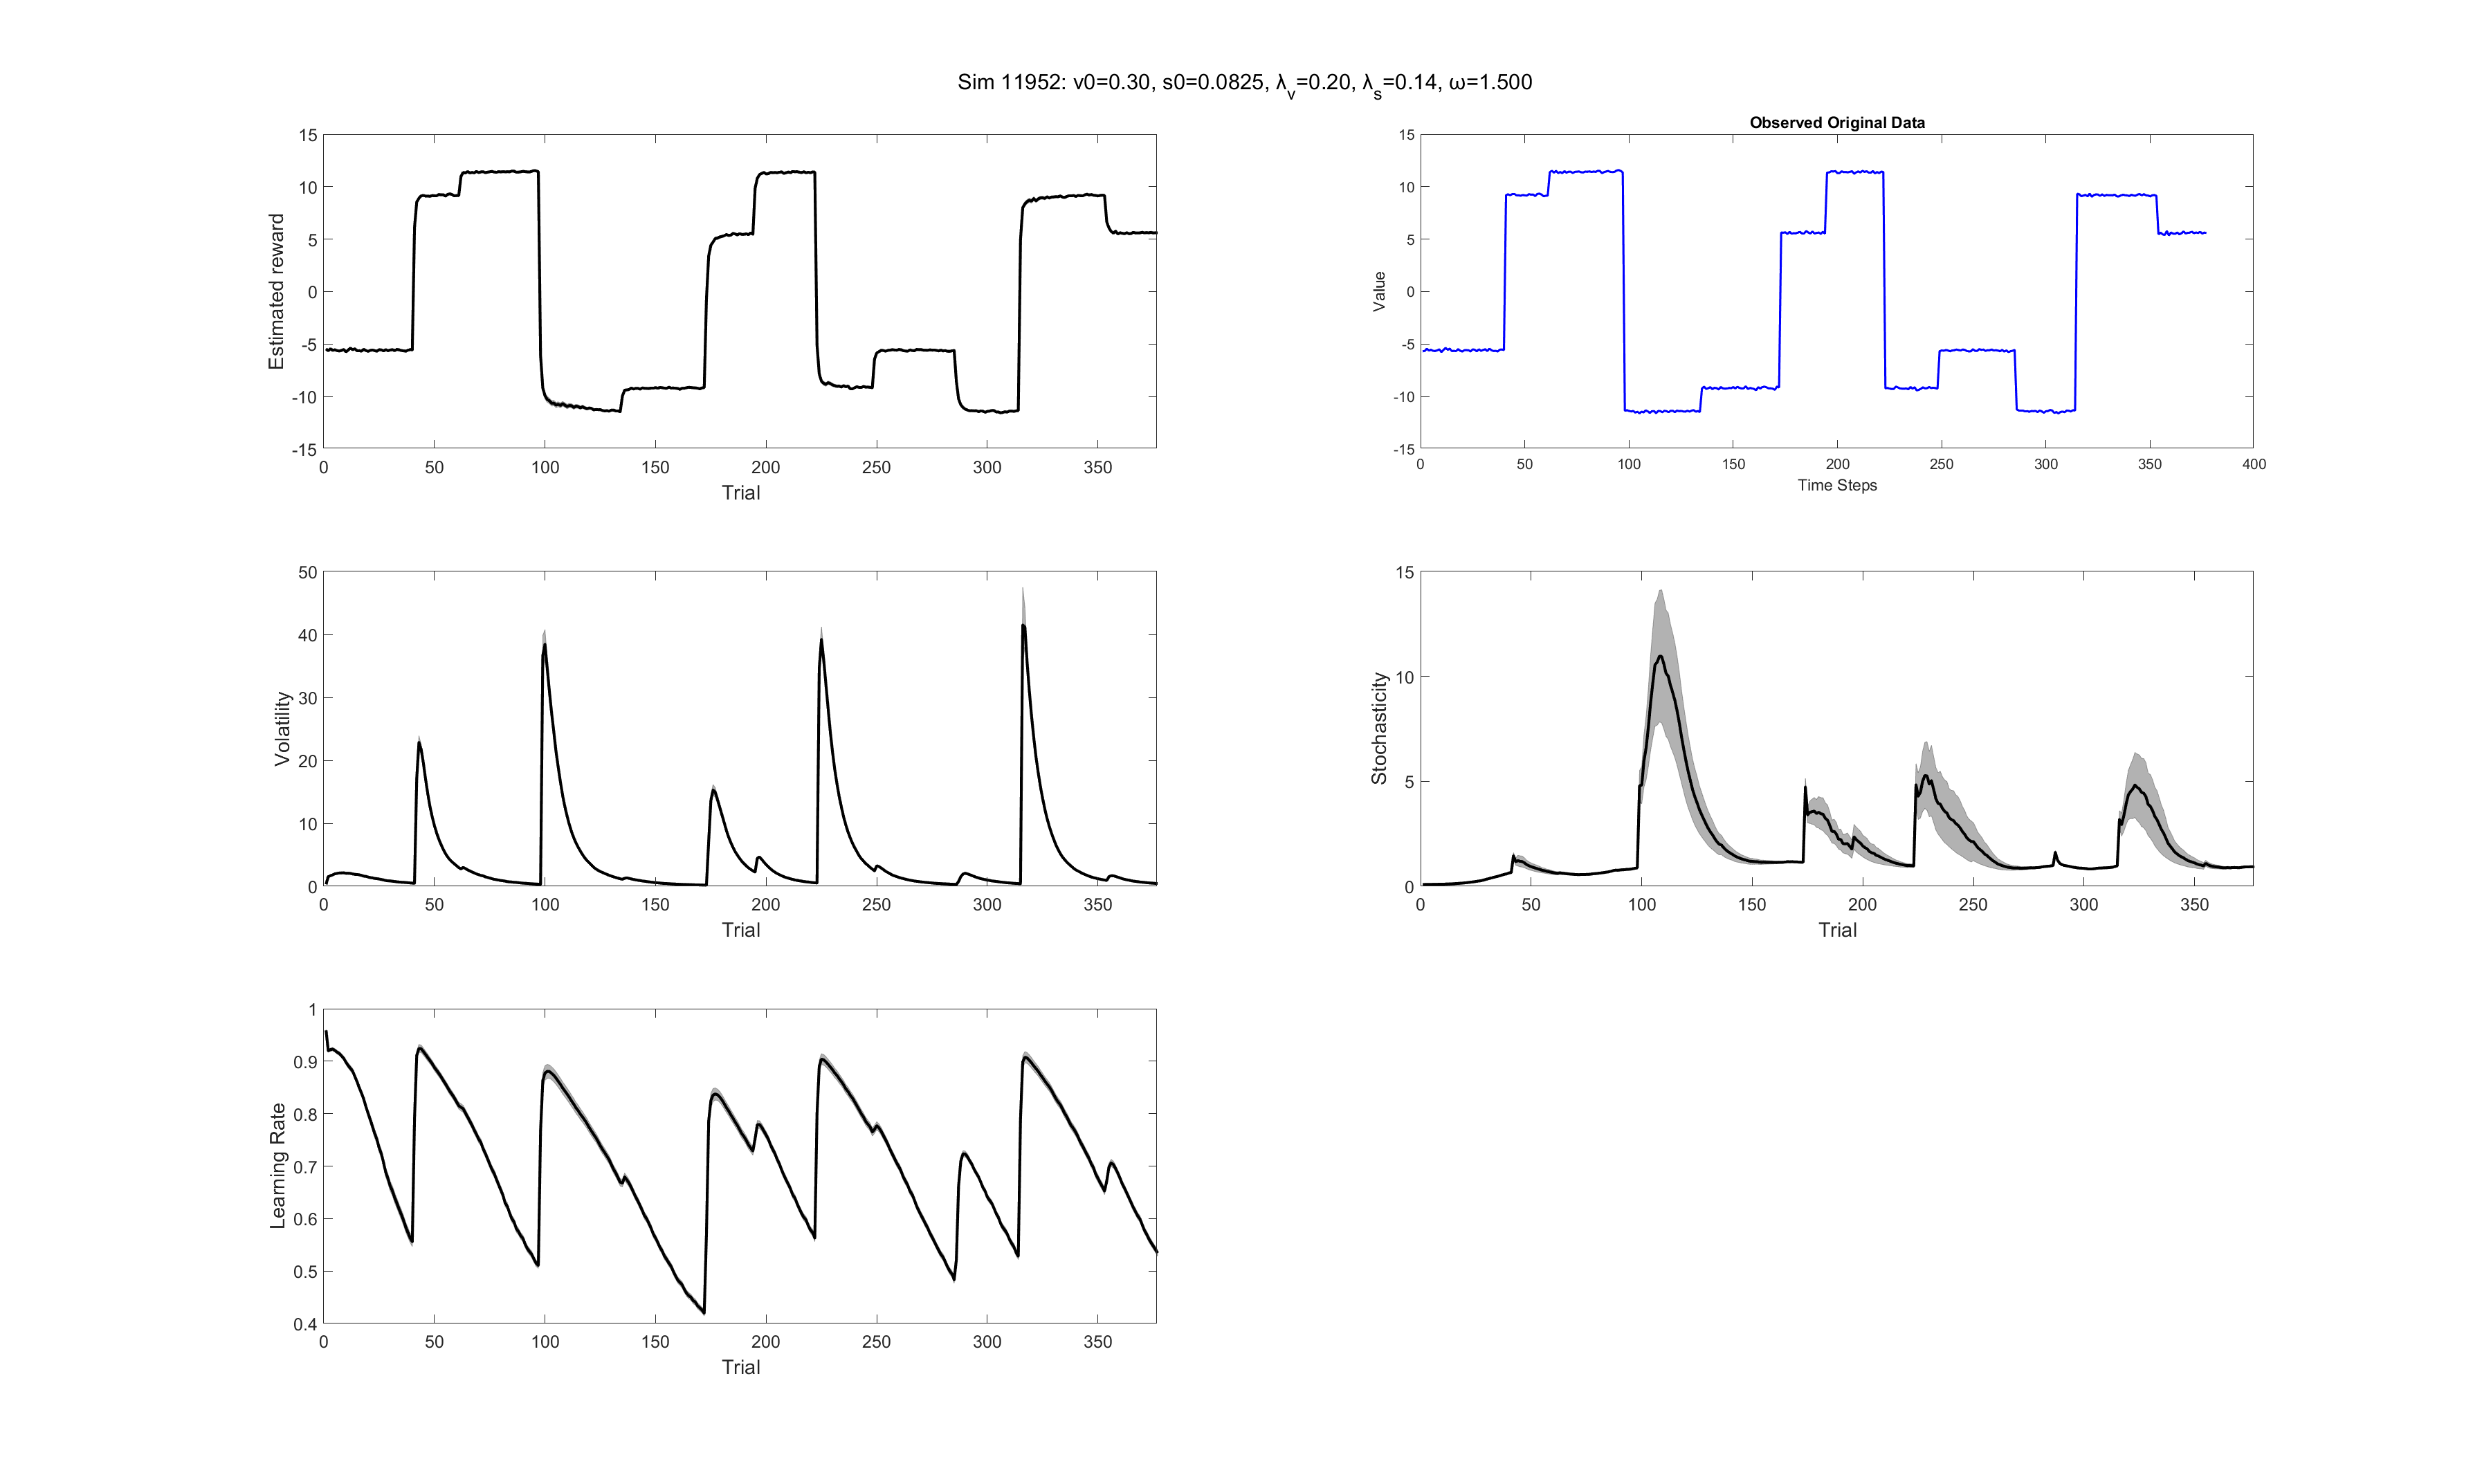 Sim 11952: v0=0.30, s0=0.0825, λv=0.20, λs=0.14, ω=1.500
15
10
5
0
-5
-10
-15
Estimated reward
0 50 100 150 200 250 300 350
Trial
Observed Original Data
15
10
5
0
-5
-10
-15
Value
0 50 100 150 200 250 300 350 400
Time Steps
50
40
30
20
10
0
Volatility
0 50 100 150 200 250 300 350
Trial
15
10
5
0
Stochasticity
0 50 100 150 200 250 300 350
Trial
1
0.9
0.8
0.7
0.6
0.5
0.4
Learning Rate
0 50 100 150 200 250 300 350
Trial